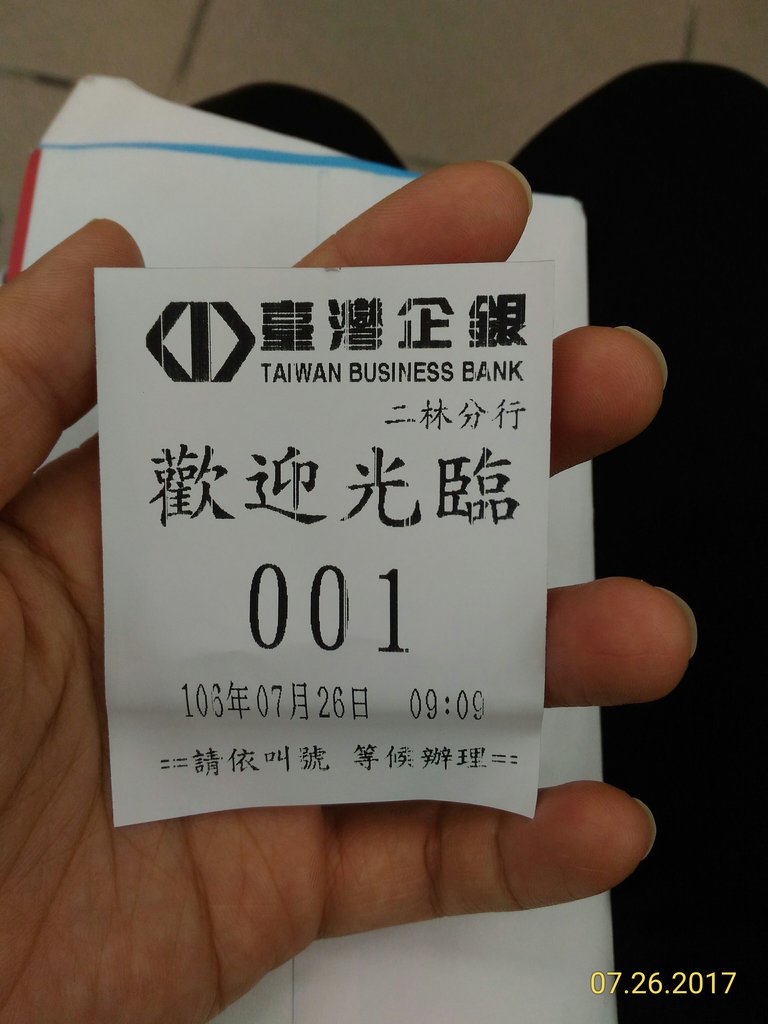 臺灣企銀
TAIWAN BUSINESS BANK
二林分行
歡迎光臨
001
106年07月26日 09:09
==請依叫號 等候辦理==
07.26.2017